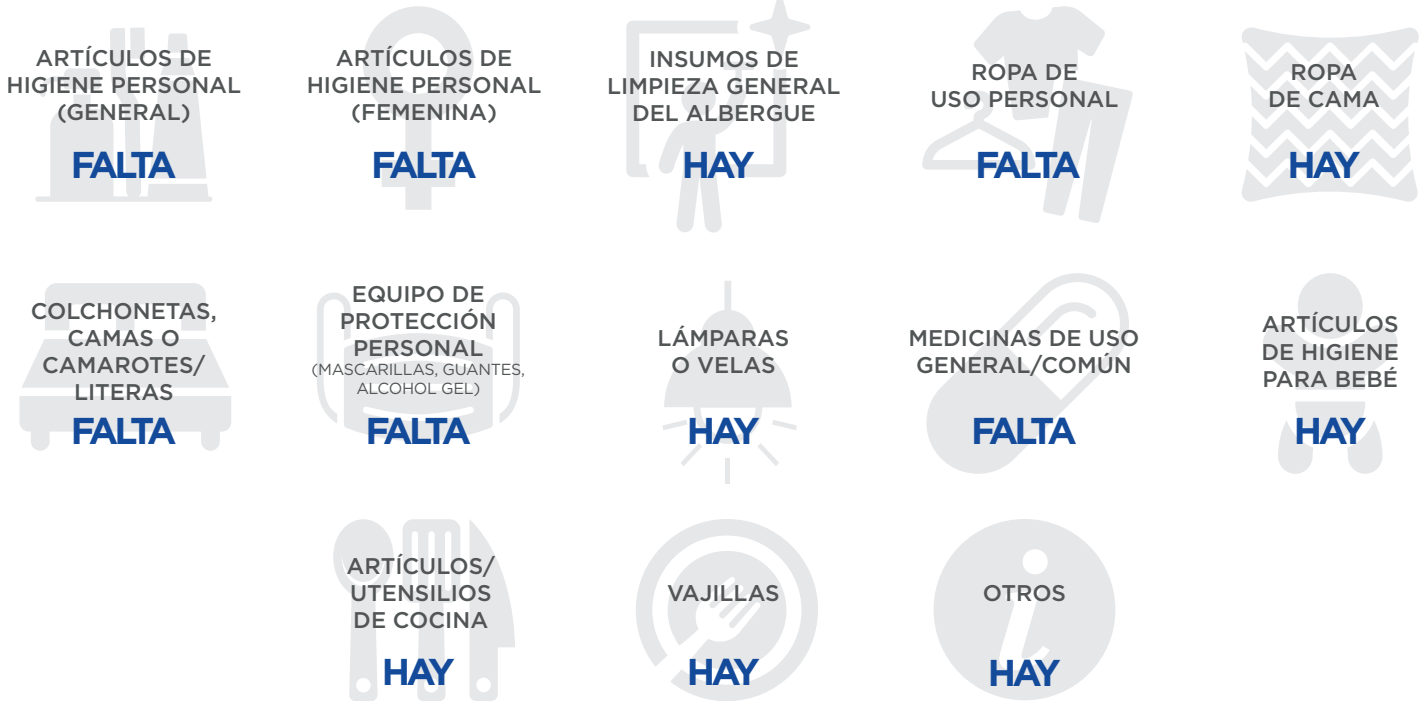 ARTÍCULOS DE
HIGIENE PERSONAL
(GENERAL)
FALTA
ARTÍCULOS DE
HIGIENE PERSONAL
(FEMENINA)
FALTA
INSUMOS DE
LIMPIEZA GENERAL
DEL ALBERGUE
HAY
ROPA DE
USO PERSONAL
FALTA
ROPA
DE CAMA
HAY
COLCHONETAS,
CAMAS O
CAMAROTES/
LITERAS
FALTA
EQUIPO DE
PROTECCIÓN
PERSONAL
(MASCARILLAS, GUANTES,
ALCOHOL GEL)
FALTA
LÁMPARAS
O VELAS
HAY
MEDICINAS DE USO
GENERAL/COMÚN
FALTA
ARTÍCULOS
DE HIGIENE
PARA BEBÉ
HAY
ARTÍCULOS/
UTENSILIOS
DE COCINA
HAY
VAJILLAS
HAY
OTROS
HAY